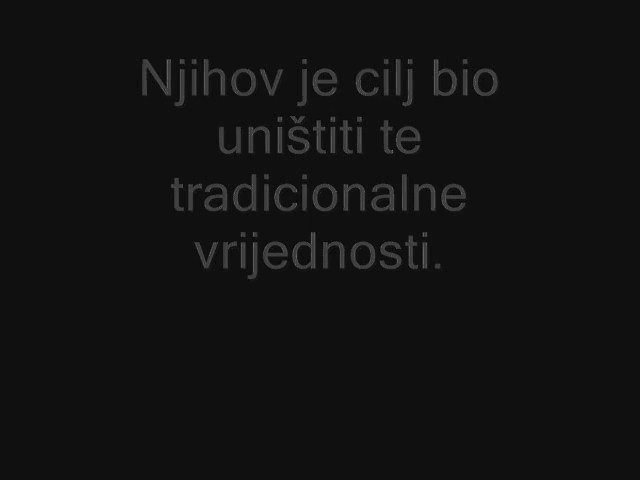 Njihov je cilj bio
uništiti te
tradicionalne
vrijednosti.